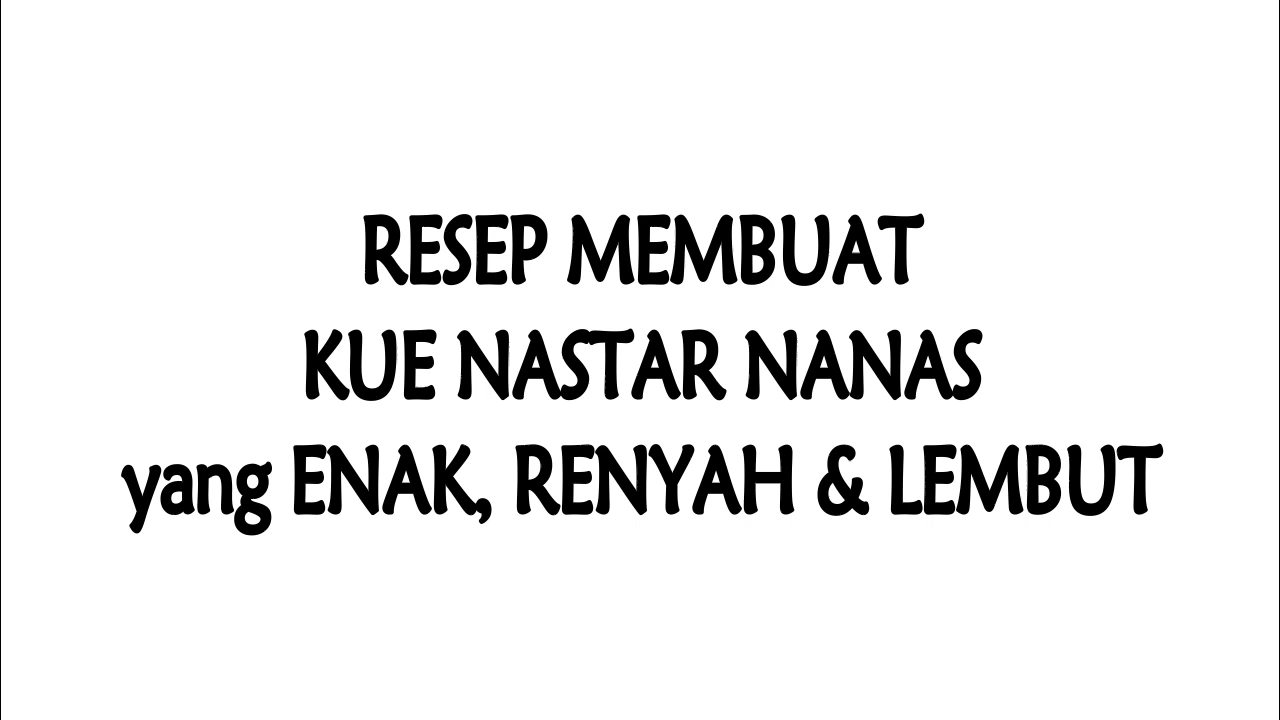 RESEP MEMBUAT
KUE NASTAR NANAS
yang ENAK, RENYAH & LEMBUT